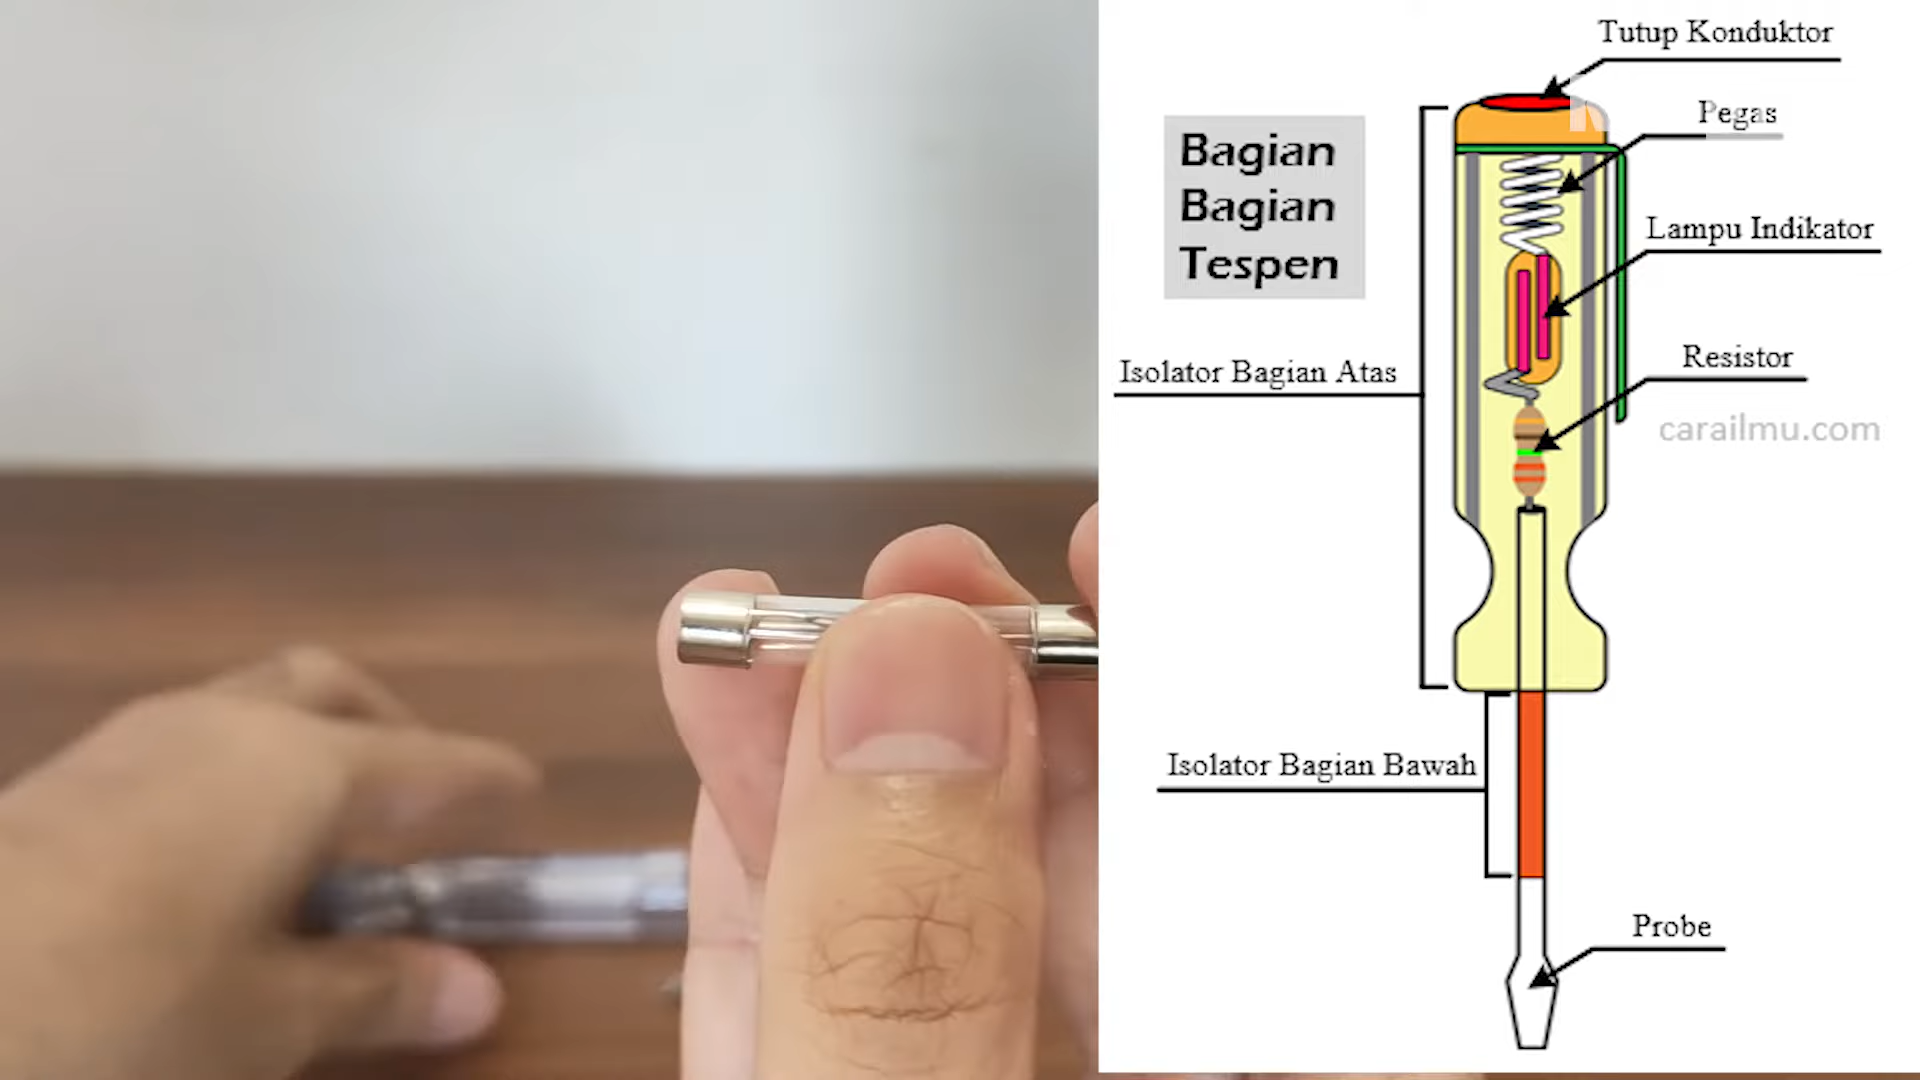 Tutup Konduktor
Pegas
Bagian
Bagian
Tespen
Lampu Indikator
Resistor
Isolator Bagian Atas
carailmu.com
Isolator Bagian Bawah
Probe